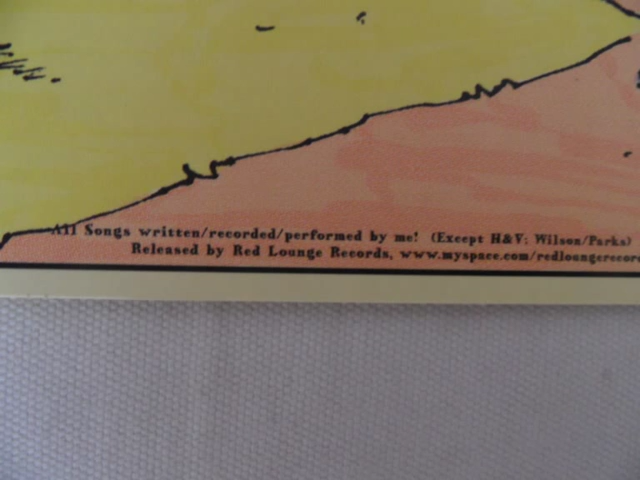 All Songs written/recorded/performed by me! (Except H&V: Wilson/Parks)
Released by Red Lounge Records, www.myspace.com/redloungerecor